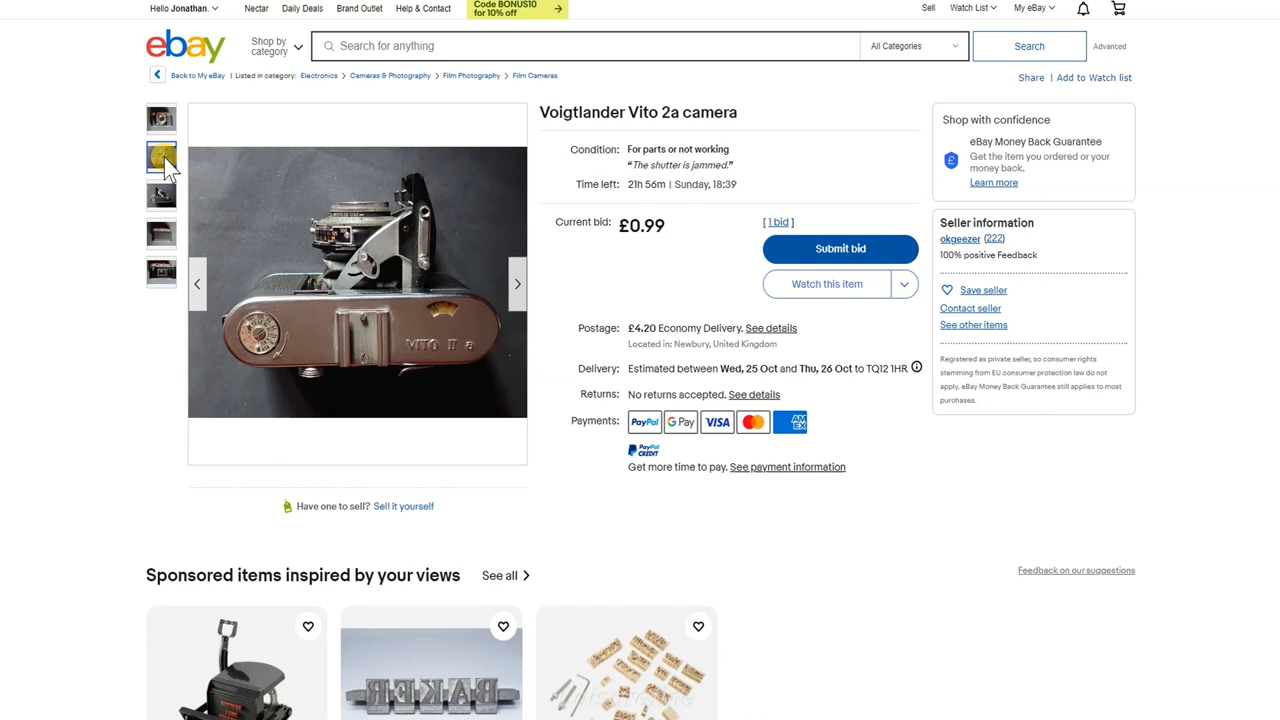 Hello Jonathan.
Nectar
Daily Deals
Brand Outlet
Help & Contact
Code BONUS10
for 10% off
Sell
Watch List
My eBay
ebay
Shop by
category
Search for anything
All Categories
Search
Advanced
Back to My eBay | Listed in category: Electronics > Cameras & Photography > Film Photography > Film Cameras
Share | Add to Watch list
Voigtlander Vito 2a camera
Condition: For parts or not working
“The shutter is jammed.”
Time left: 21h 56m | Sunday, 18:39
Current bid: £0.99
[ 1 bid ]
Submit bid
Watch this item
Postage: £4.20 Economy Delivery. See details
Located in: Newbury, United Kingdom
Delivery: Estimated between Wed, 25 Oct and Thu, 26 Oct to TQ12 1HR
Returns: No returns accepted. See details
Payments: PayPal G Pay VISA AM EX
PayPal
CREDIT
Get more time to pay. See payment information
Shop with confidence
eBay Money Back Guarantee
Get the item you ordered or your
money back.
Learn more
Seller information
okgeezer (222)
100% positive Feedback
Save seller
Contact seller
See other items
Registered as private seller, so consumer rights
stemming from EU consumer protection law do not
apply. eBay Money Back Guarantee still applies to most
purchases.
VITO II a
Have one to sell? Sell it yourself
Sponsored items inspired by your views
See all
Feedback on our suggestions
BAKER